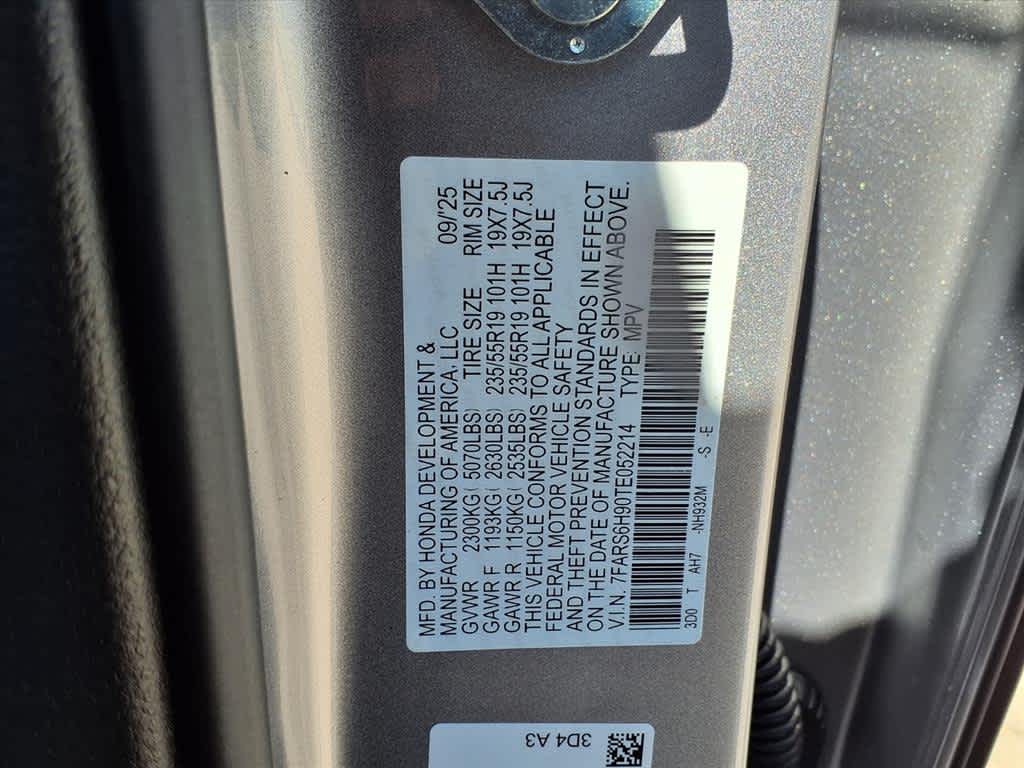 MFD. BY HONDA DEVELOPMENT & 09/'25
MANUFACTURING OF AMERICA, LLC
GVWR 2300KG( 5070LBS) TIRE SIZE RIM SIZE
GAWR F 1193KG( 2630LBS) 235/55R19 101H 19X7.5J
GAWR R 1150KG( 2535LBS) 235/55R19 101H 19X7.5J
THIS VEHICLE CONFORMS TO ALL APPLICABLE
FEDERAL MOTOR VEHICLE SAFETY
AND THEFT PREVENTION STANDARDS IN EFFECT
ON THE DATE OF MANUFACTURE SHOWN ABOVE.
V.I.N. 7FARS6H90TE052214 TYPE: MPV
3D0 T AH7 -NH932M -S -E
3D4 A3